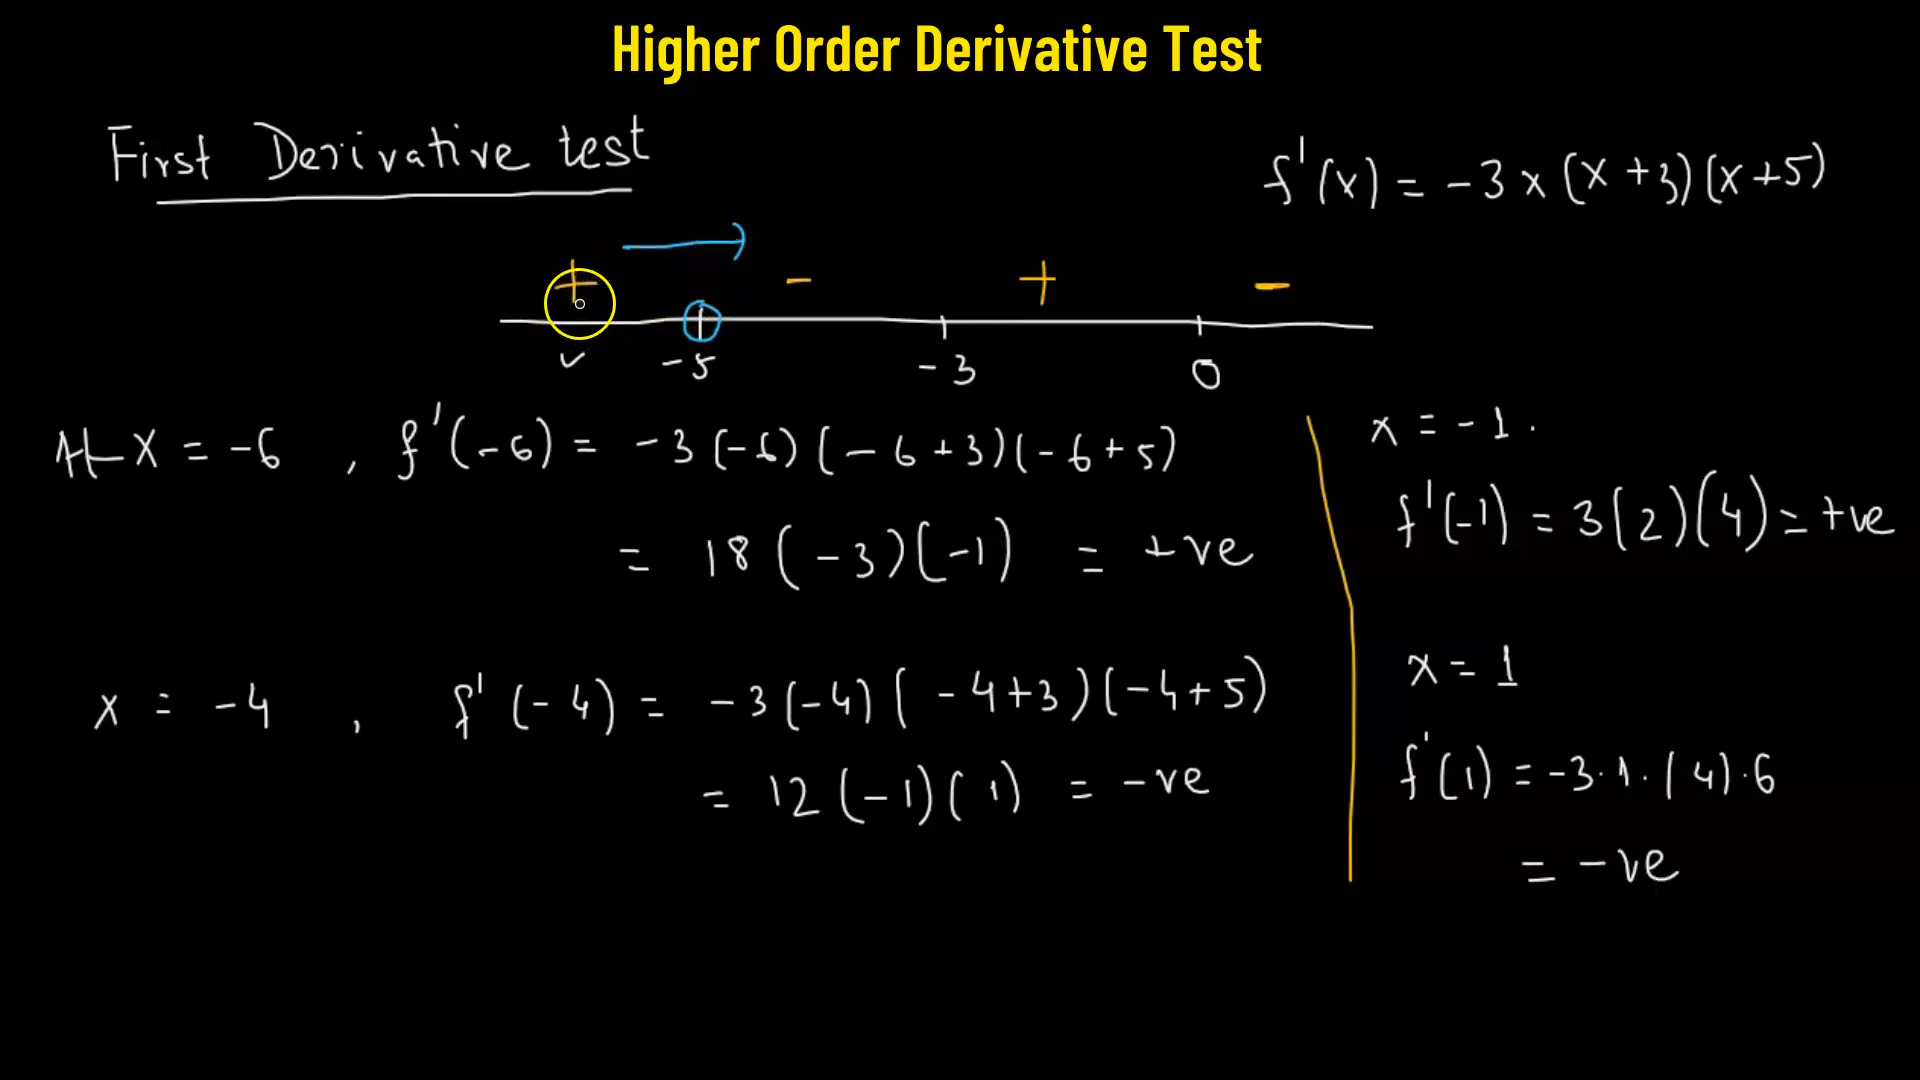 Higher Order Derivative Test
First Derivative test
f'(x) = -3x(x+3)(x+5)
+ - + -
-5 -3 0
At x = -6, f'(-6) = -3(-6)(-6+3)(-6+5)
= 18(-3)(-1) = +ve
x = -4, f'(-4) = -3(-4)(-4+3)(-4+5)
= 12(-1)(1) = -ve
x = -1.
f'(-1) = 3(2)(4) = +ve
x = 1
f'(1) = -3·1·(4)·6
= -ve